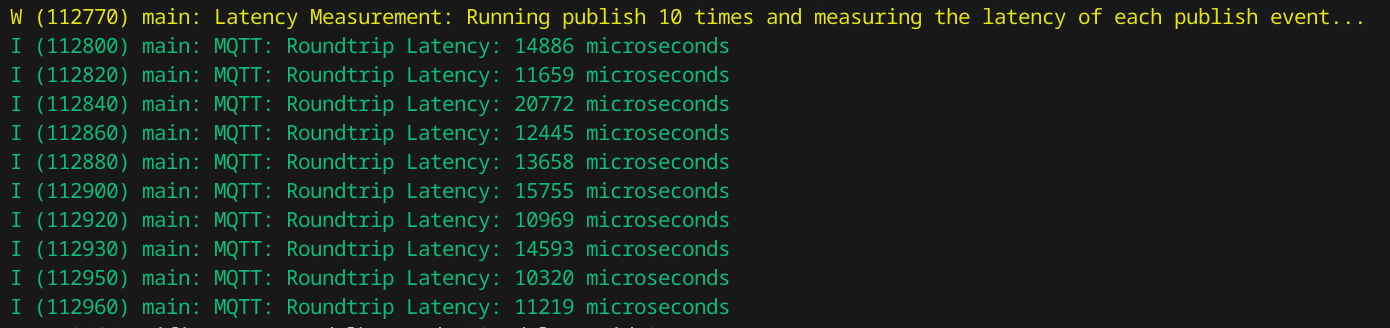 W (112770) main: Latency Measurement: Running publish 10 times and measuring the latency of each publish event...
I (112800) main: MQTT: Roundtrip Latency: 14886 microseconds
I (112820) main: MQTT: Roundtrip Latency: 11659 microseconds
I (112840) main: MQTT: Roundtrip Latency: 20772 microseconds
I (112860) main: MQTT: Roundtrip Latency: 12445 microseconds
I (112880) main: MQTT: Roundtrip Latency: 13658 microseconds
I (112900) main: MQTT: Roundtrip Latency: 15755 microseconds
I (112920) main: MQTT: Roundtrip Latency: 10969 microseconds
I (112930) main: MQTT: Roundtrip Latency: 14593 microseconds
I (112950) main: MQTT: Roundtrip Latency: 10320 microseconds
I (112960) main: MQTT: Roundtrip Latency: 11219 microseconds